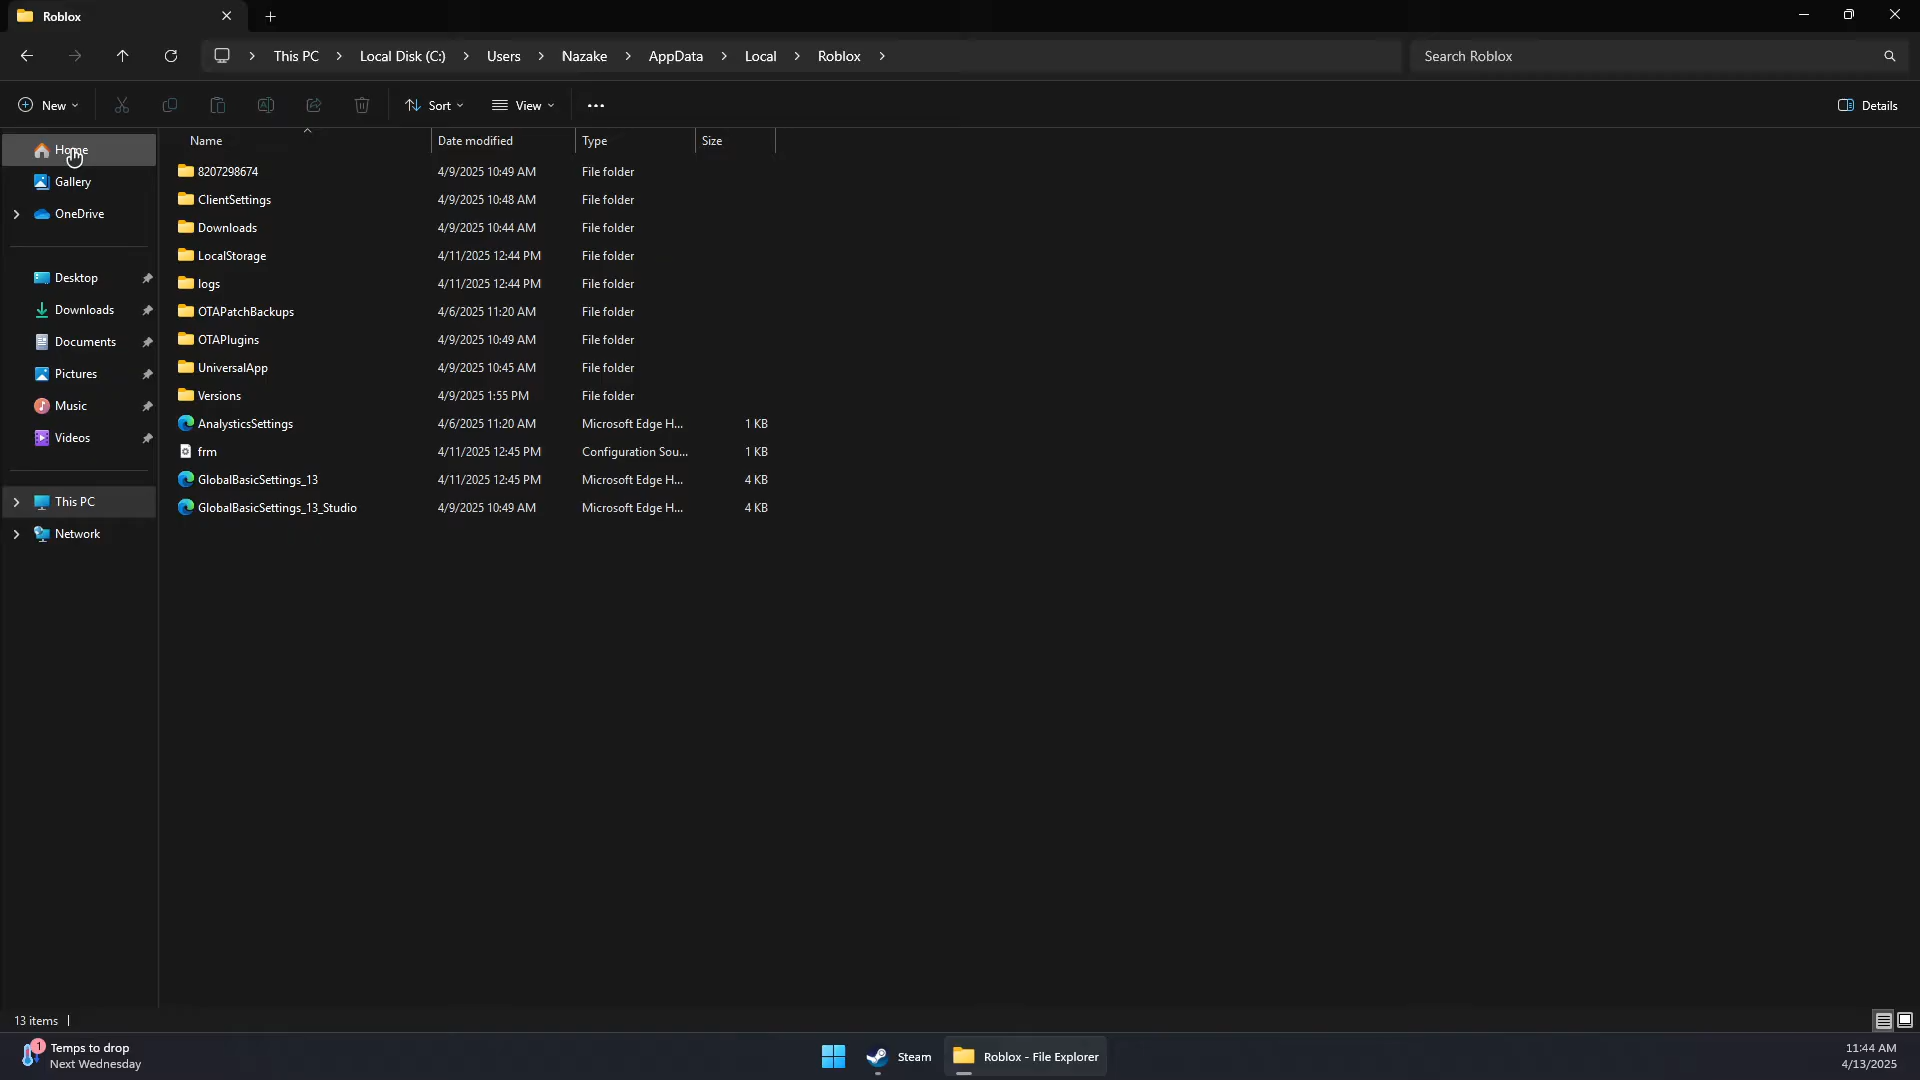 Roblox
This PC Local Disk (C:) Users Nazake AppData Local Roblox
Search Roblox
New
Sort
View
Details
Home
Gallery
OneDrive
Desktop
Downloads
Documents
Pictures
Music
Videos
This PC
Network
Name Date modified Type Size
8207298674 4/9/2025 10:49 AM File folder
ClientSettings 4/9/2025 10:48 AM File folder
Downloads 4/9/2025 10:44 AM File folder
LocalStorage 4/11/2025 12:44 PM File folder
logs 4/11/2025 12:44 PM File folder
OTAPatchBackups 4/6/2025 11:20 AM File folder
OTAPlugins 4/9/2025 10:49 AM File folder
UniversalApp 4/9/2025 10:45 AM File folder
Versions 4/9/2025 1:55 PM File folder
AnalysticsSettings 4/6/2025 11:20 AM Microsoft Edge H... 1 KB
frm 4/11/2025 12:45 PM Configuration Sou... 1 KB
GlobalBasicSettings_13 4/11/2025 12:45 PM Microsoft Edge H... 4 KB
GlobalBasicSettings_13_Studio 4/9/2025 10:49 AM Microsoft Edge H... 4 KB
13 items
1
Temps to drop
Next Wednesday
Steam
Roblox - File Explorer
11:44 AM
4/13/2025